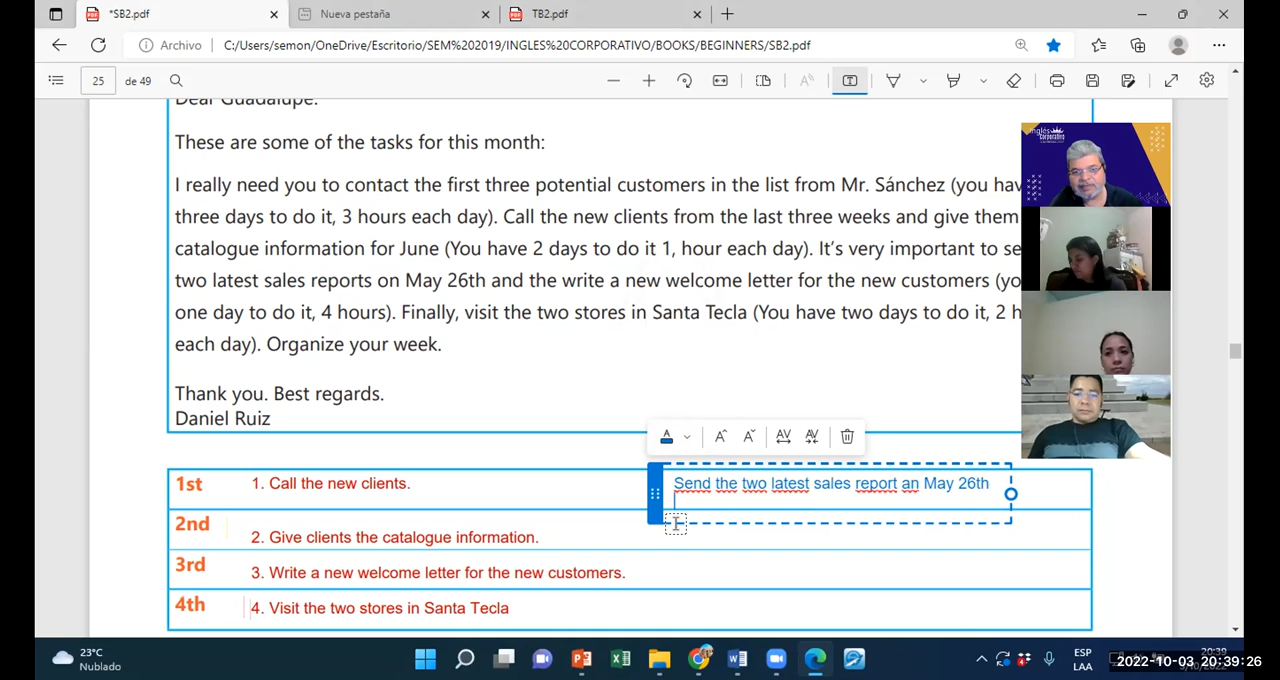 *SB2.pdf
Nueva pestaña
TB2.pdf
Archivo
C:/Users/semon/OneDrive/Escritorio/SEM%202019/INGLES%20CORPORATIVO/BOOKS/BEGINNERS/SB2.pdf
25 de 49
Dear Guadalupe:
These are some of the tasks for this month:
I really need you to contact the first three potential customers in the list from Mr. Sánchez (you hav
three days to do it, 3 hours each day). Call the new clients from the last three weeks and give them
catalogue information for June (You have 2 days to do it 1, hour each day). It's very important to se
two latest sales reports on May 26th and the write a new welcome letter for the new customers (yo
one day to do it, 4 hours). Finally, visit the two stores in Santa Tecla (You have two days to do it, 2 h
each day). Organize your week.
Thank you. Best regards.
Daniel Ruiz
inglés
corporativo
1st 1. Call the new clients. Send the two latest sales report an May 26th
2nd 2. Give clients the catalogue information.
3rd 3. Write a new welcome letter for the new customers.
4th 4. Visit the two stores in Santa Tecla
23°C
Nublado
ESP
LAA
20:39
2022-10-03 20:39:26